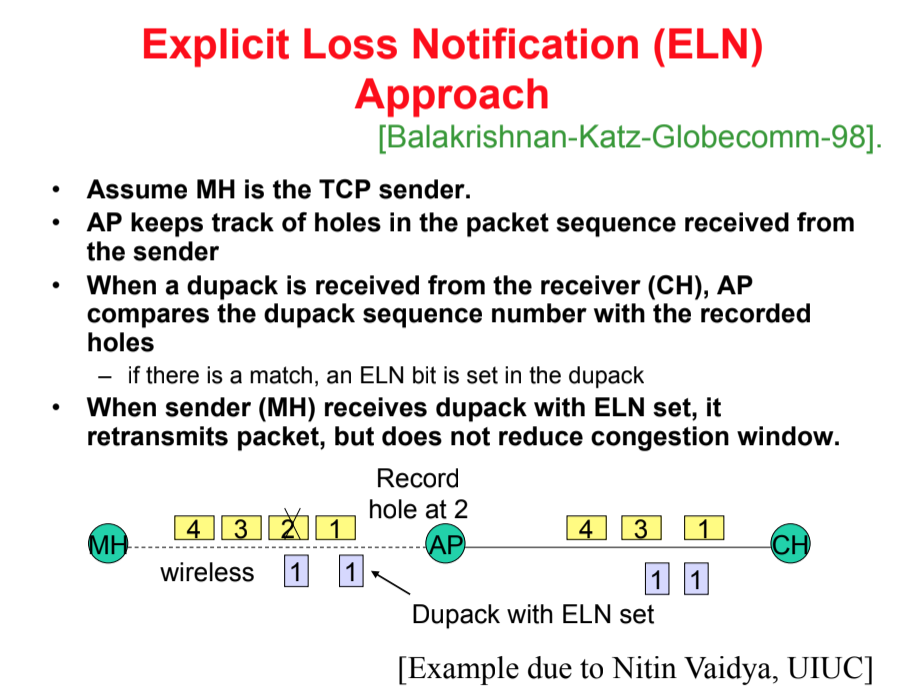 Explicit Loss Notification (ELN)
Approach
[Balakrishnan-Katz-Globecomm-98].
• Assume MH is the TCP sender.
• AP keeps track of holes in the packet sequence received from
the sender
• When a dupack is received from the receiver (CH), AP
compares the dupack sequence number with the recorded
holes
– if there is a match, an ELN bit is set in the dupack
• When sender (MH) receives dupack with ELN set, it
retransmits packet, but does not reduce congestion window.
Record
hole at 2
4 3 2 1 4 3 1
MH AP CH
wireless 1 1 1 1
Dupack with ELN set
[Example due to Nitin Vaidya, UIUC]